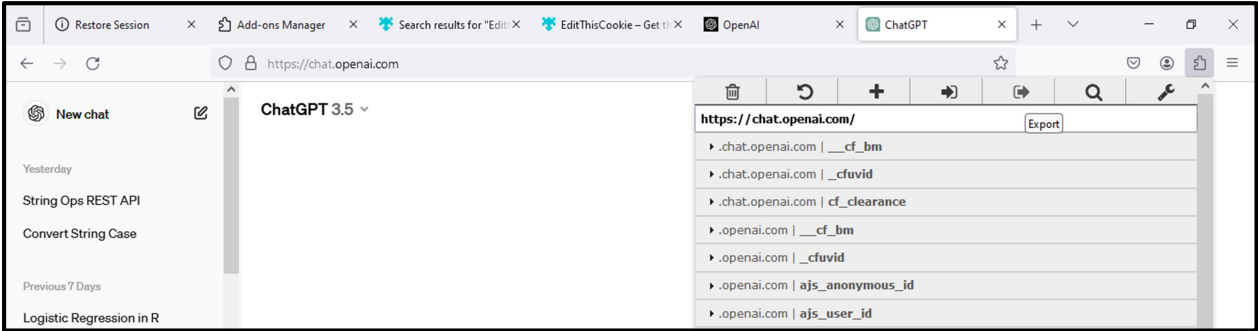 Restore Session
Add-ons Manager
Search results for "Edit
EditThisCookie – Get th
OpenAI
ChatGPT
https://chat.openai.com
New chat
ChatGPT 3.5
https://chat.openai.com/
Export
.chat.openai.com | __cf_bm
Yesterday
.chat.openai.com | _cfuvid
String Ops REST API
.chat.openai.com | cf_clearance
Convert String Case
.openai.com | __cf_bm
.openai.com | _cfuvid
Previous 7 Days
.openai.com | ajs_anonymous_id
Logistic Regression in R
.openai.com | ajs_user_id